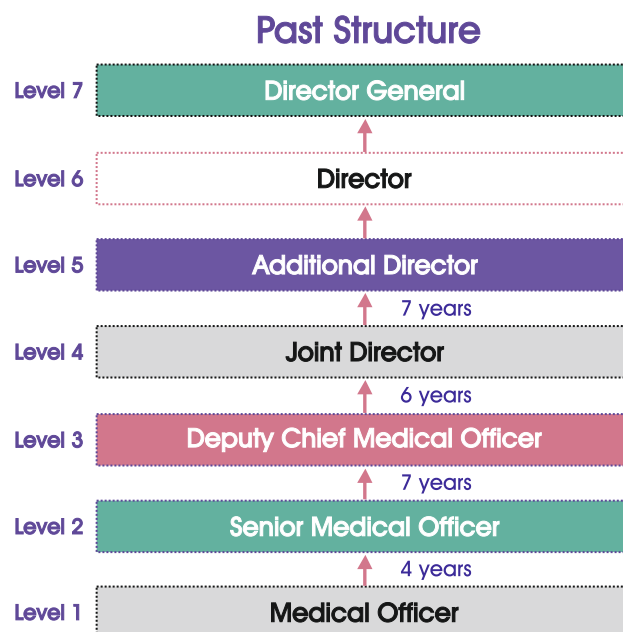 Past Structure
Level 7 Director General
Level 6 Director
Level 5 Additional Director
7 years
Level 4 Joint Director
6 years
Level 3 Deputy Chief Medical Officer
7 years
Level 2 Senior Medical Officer
4 years
Level 1 Medical Officer